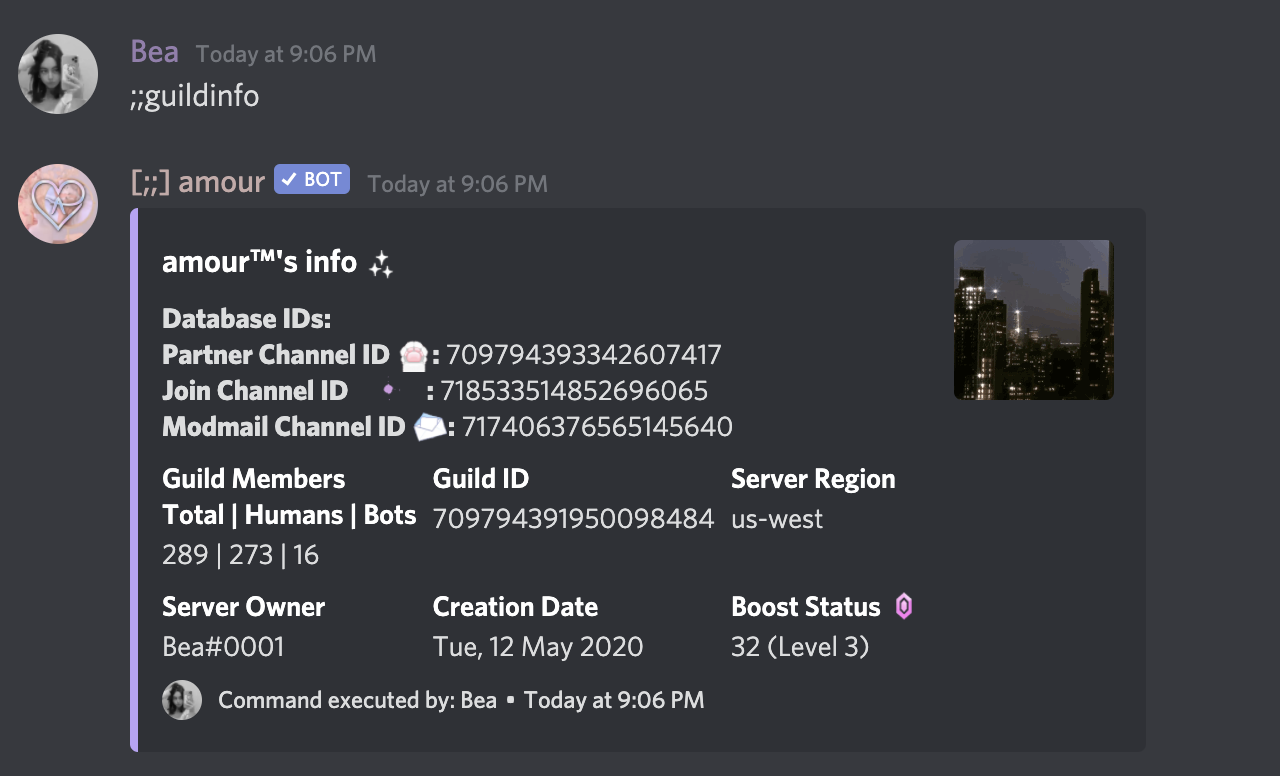 Bea Today at 9:06 PM
;;guildinfo
[;;] amour BOT Today at 9:06 PM
amour™'s info
Database IDs:
Partner Channel ID : 709794393342607417
Join Channel ID : 718533514852696065
Modmail Channel ID : 717406376565145640
Guild Members Guild ID Server Region
Total | Humans | Bots 709794391950098484 us-west
289 | 273 | 16
Server Owner Creation Date Boost Status
Bea#0001 Tue, 12 May 2020 32 (Level 3)
Command executed by: Bea • Today at 9:06 PM